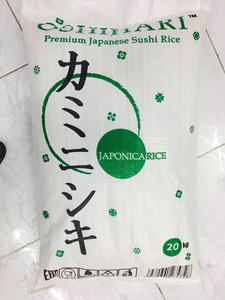 Premium Japanese Sushi Rice
カミニシキ
JAPONICA RICE
20 kg